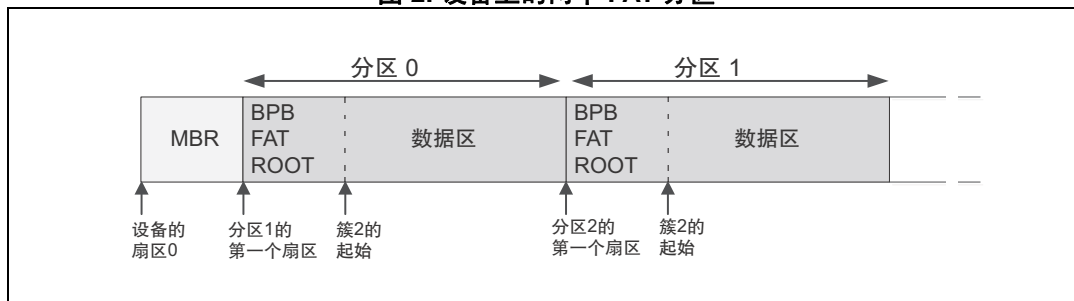 分区 0
分区 1
MBR
BPB
FAT
ROOT
数据区
BPB
FAT
ROOT
数据区
设备的
扇区0
分区1的
第一个扇区
簇2的
起始
分区2的
第一个扇区
簇2的
起始